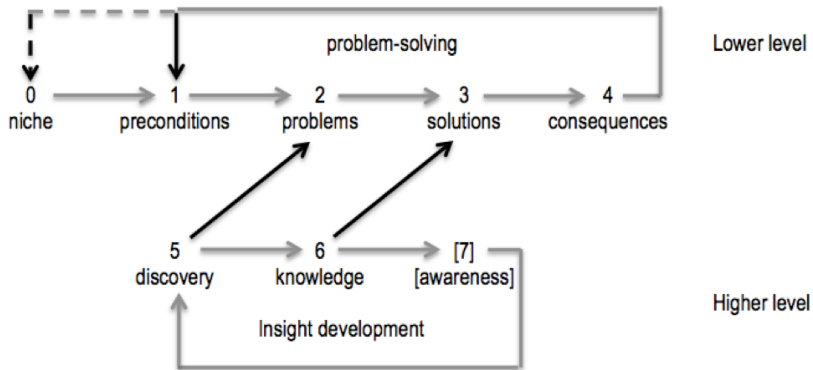 problem-solving Lower level
0 1 2 3 4
niche preconditions problems solutions consequences
5 6 [7]
discovery knowledge [awareness]
Insight development Higher level